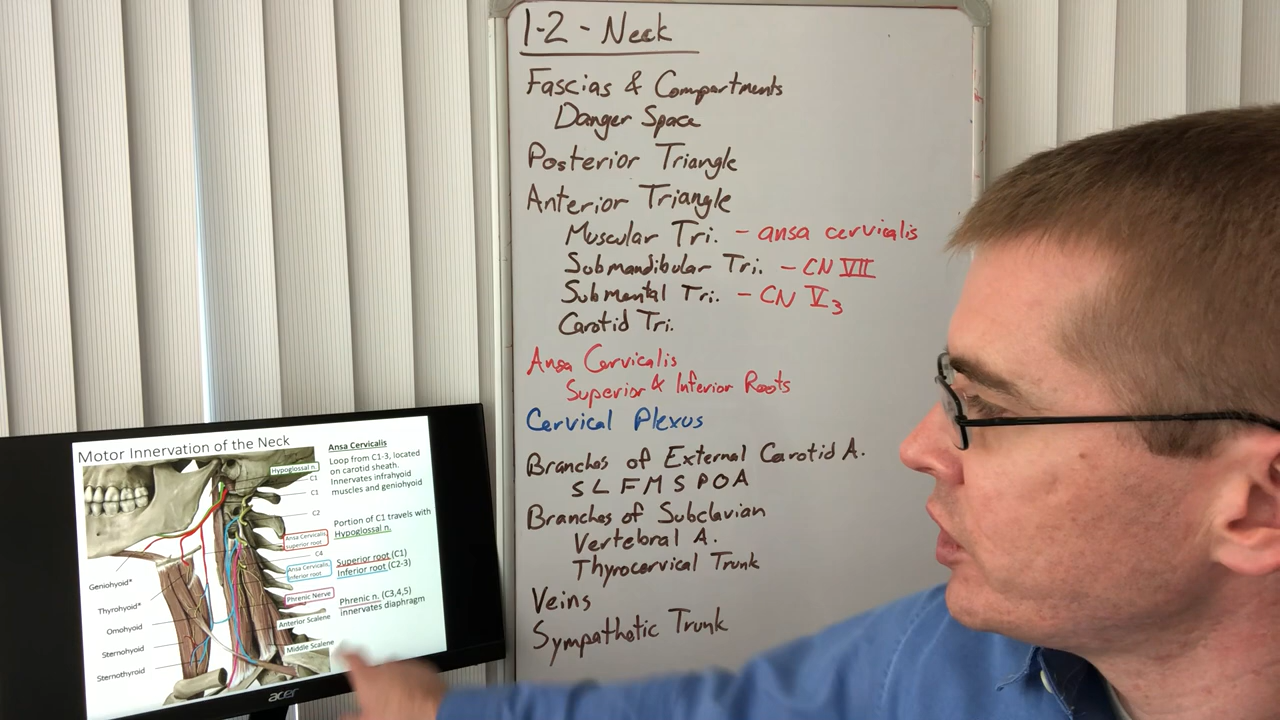 1-2 - Neck
Fascias & Compartments
Danger Space
Posterior Triangle
Anterior Triangle
Muscular Tri. - ansa cervicalis
Submandibular Tri. - CN VII
Submental Tri. - CN V3
Carotid Tri.
Ansa Cervicalis
Superior & Inferior Roots
Cervical Plexus
Branches of External Carotid A.
S L F M S P O A
Branches of Subclavian
Vertebral A.
Thyrocervical Trunk
Veins
Sympathetic Trunk
Motor Innervation of the Neck
Hypoglossal n.
C1
C1
C2
Ansa Cervicalis,
superior root
C4
Ansa Cervicalis,
inferior root
Phrenic Nerve
Anterior Scalene
Middle Scalene
Geniohyoid*
Thyrohyoid*
Omohyoid
Sternohyoid
Sternothyroid
Ansa Cervicalis
Loop from C1-3, located
on carotid sheath.
Innervates infrahyoid
muscles and geniohyoid
Portion of C1 travels with
Hypoglossal n.
Superior root (C1)
Inferior root (C2-3)
Phrenic n. (C3,4,5)
innervates diaphragm
acer